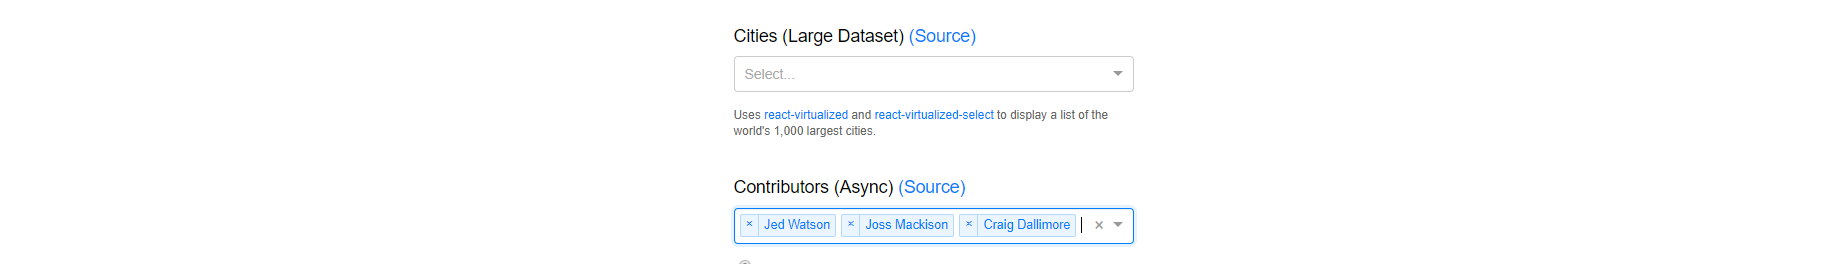 Cities (Large Dataset) (Source)
Select...
Uses react-virtualized and react-virtualized-select to display a list of the
world's 1,000 largest cities.
Contributors (Async) (Source)
× Jed Watson × Joss Mackison × Craig Dallimore ×